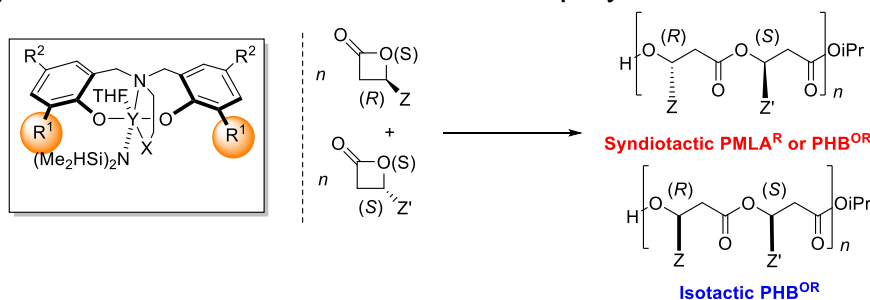 R²
R²
N
THF
O
Y
O
R¹
X
R¹
(Me₂HSi)₂N
O
O(S)
n
(R)
Z
+
O
O(S)
n
(S)
Z'
(R)
(S)
H
O
O
OiPr
O
O
n
Z
Z'
Syndiotactic PMLAᴿ or PHBᴼᴿ
(R)
(S)
H
O
O
OiPr
O
O
n
Z
Z'
Isotactic PHBᴼᴿ